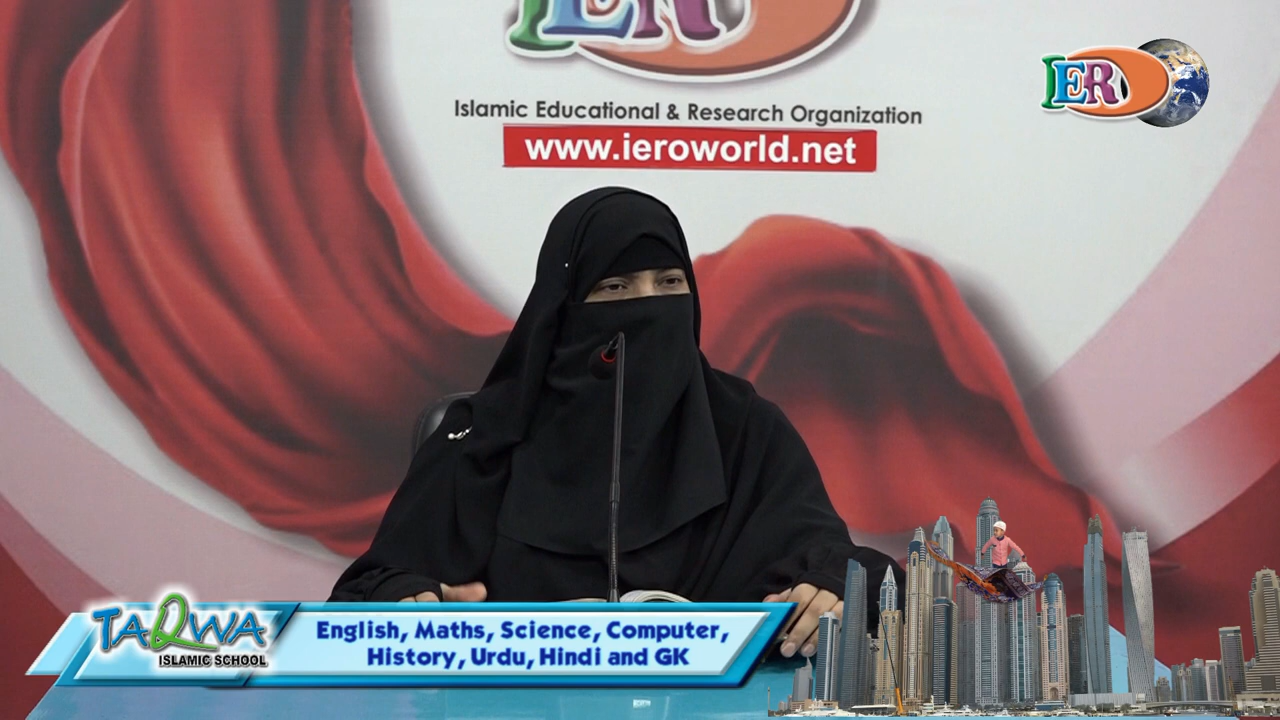 IER
Islamic Educational & Research Organization
www.ieroworld.net
IER
TAQWA
ISLAMIC SCHOOL
English, Maths, Science, Computer,
History, Urdu, Hindi and GK